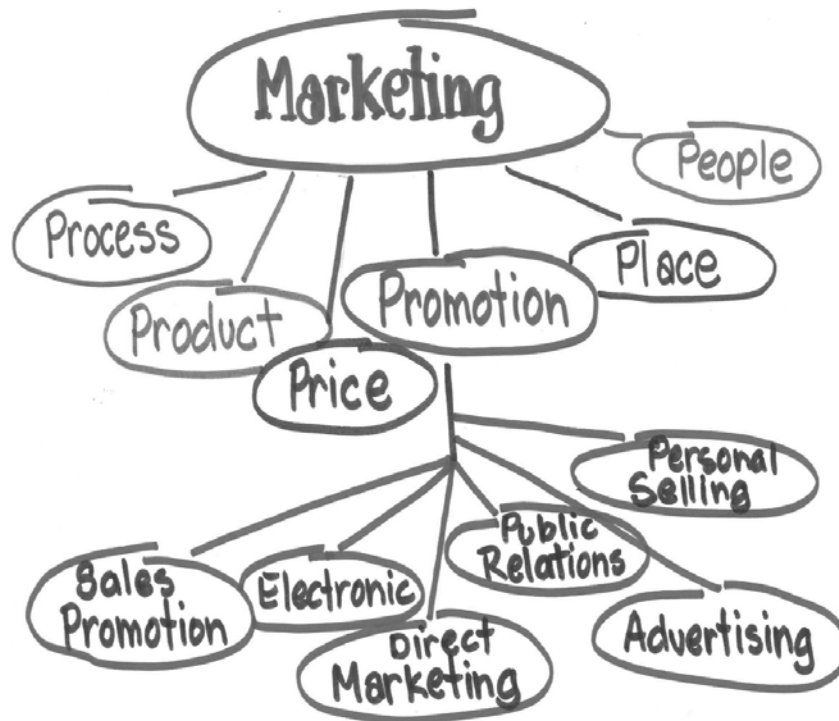 Marketing
People
Process
Place
Product
Promotion
Price
Personal
Selling
Public
Relations
Sales
Promotion
Electronic
Direct
Marketing
Advertising